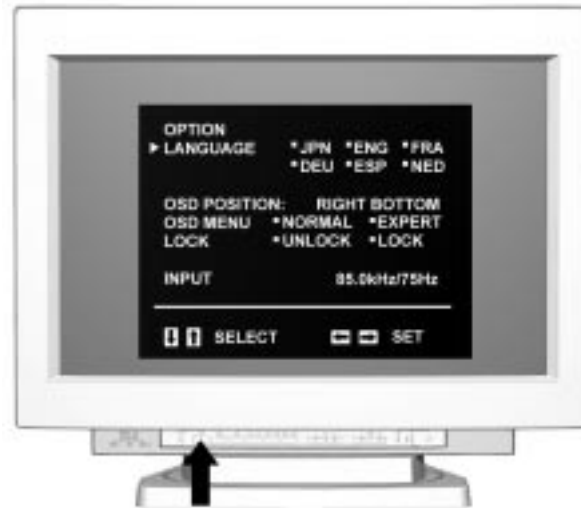 OPTION
▶ LANGUAGE •JPN •ENG •FRA
•DEU •ESP •NED
OSD POSITION: RIGHT BOTTOM
OSD MENU •NORMAL •EXPERT
LOCK •UNLOCK •LOCK
INPUT 85.0kHz/75Hz
⬇ ⬆ SELECT ⬅ ➡ SET